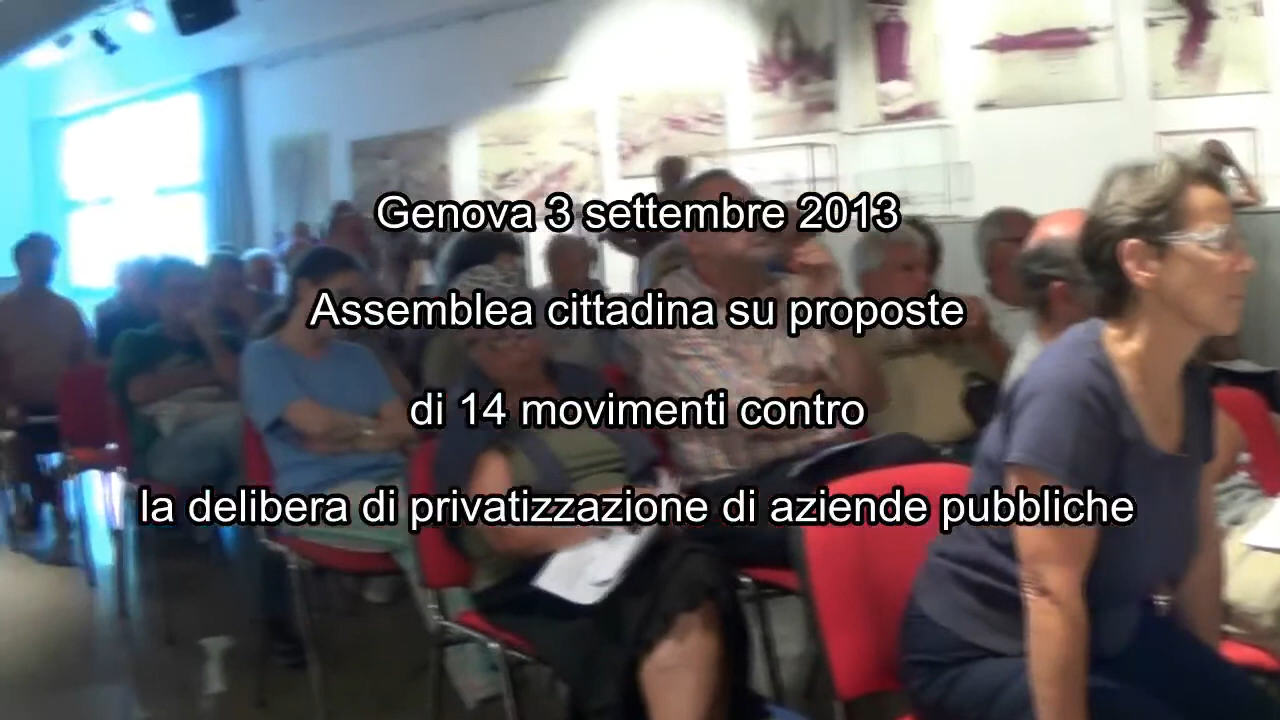 Genova 3 settembre 2013
Assemblea cittadina su proposte
di 14 movimenti contro
la delibera di privatizzazione di aziende pubbliche